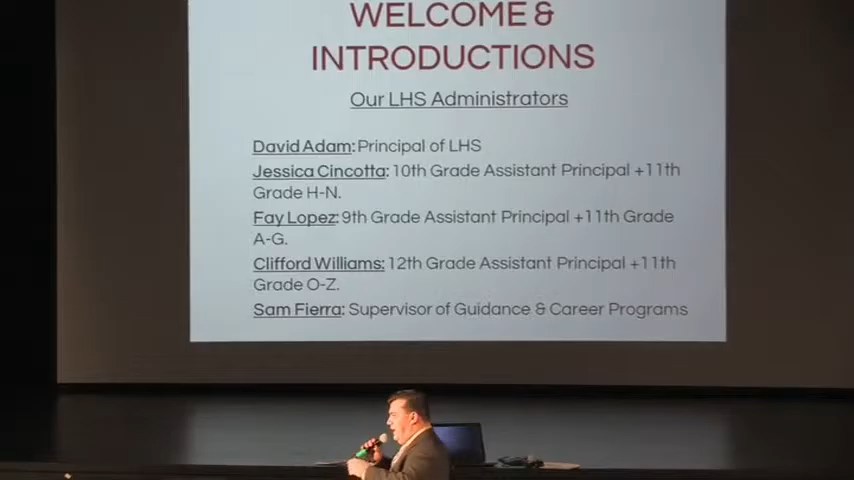 WELCOME &
INTRODUCTIONS
Our LHS Administrators
David Adam: Principal of LHS
Jessica Cincotta: 10th Grade Assistant Principal +11th
Grade H-N.
Fay Lopez: 9th Grade Assistant Principal +11th Grade
A-G.
Clifford Williams: 12th Grade Assistant Principal +11th
Grade O-Z.
Sam Fierra: Supervisor of Guidance & Career Programs